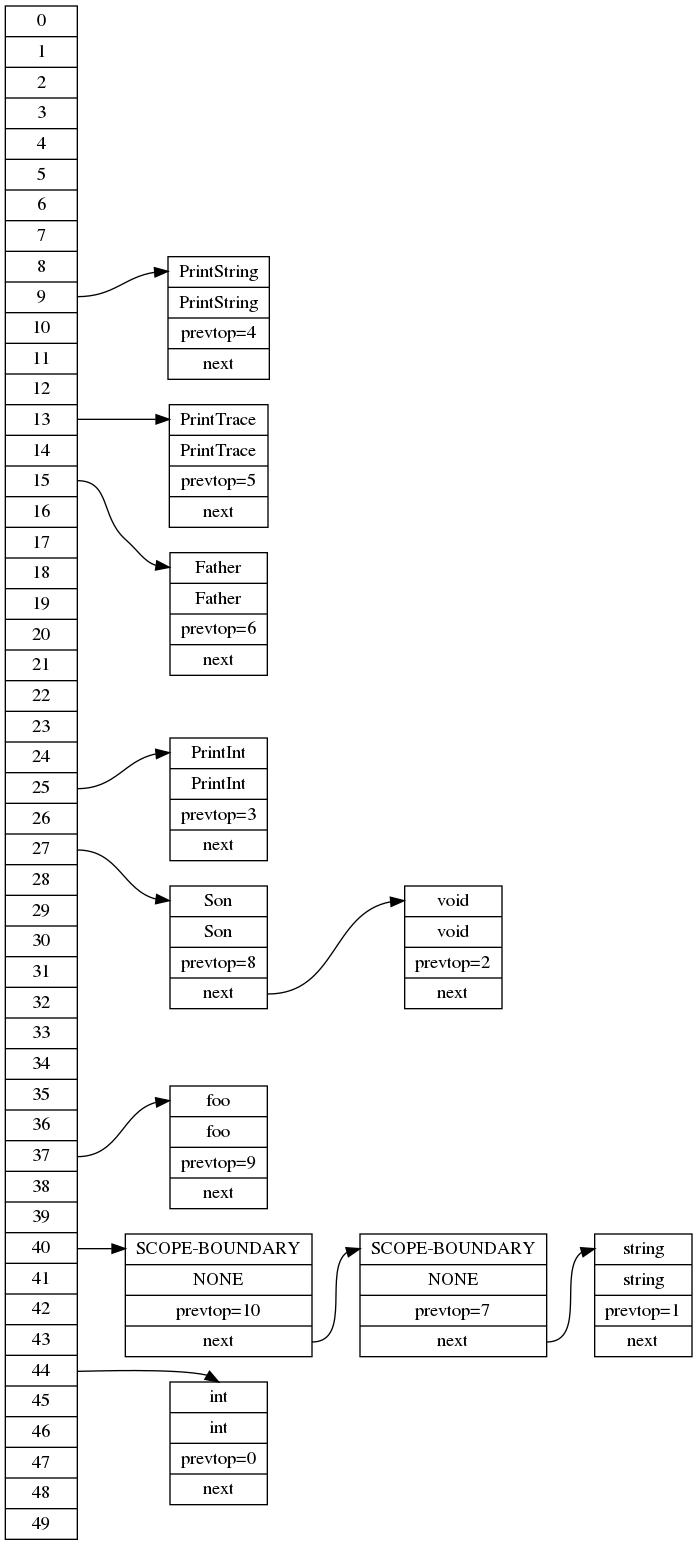 0
1
2
3
4
5
6
7
8
9
10
11
12
13
14
15
16
17
18
19
20
21
22
23
24
25
26
27
28
29
30
31
32
33
34
35
36
37
38
39
40
41
42
43
44
45
46
47
48
49
PrintString
PrintString
prevtop=4
next
PrintTrace
PrintTrace
prevtop=5
next
Father
Father
prevtop=6
next
PrintInt
PrintInt
prevtop=3
next
Son
Son
prevtop=8
next
void
void
prevtop=2
next
foo
foo
prevtop=9
next
SCOPE-BOUNDARY
NONE
prevtop=10
next
SCOPE-BOUNDARY
NONE
prevtop=7
next
string
string
prevtop=1
next
int
int
prevtop=0
next